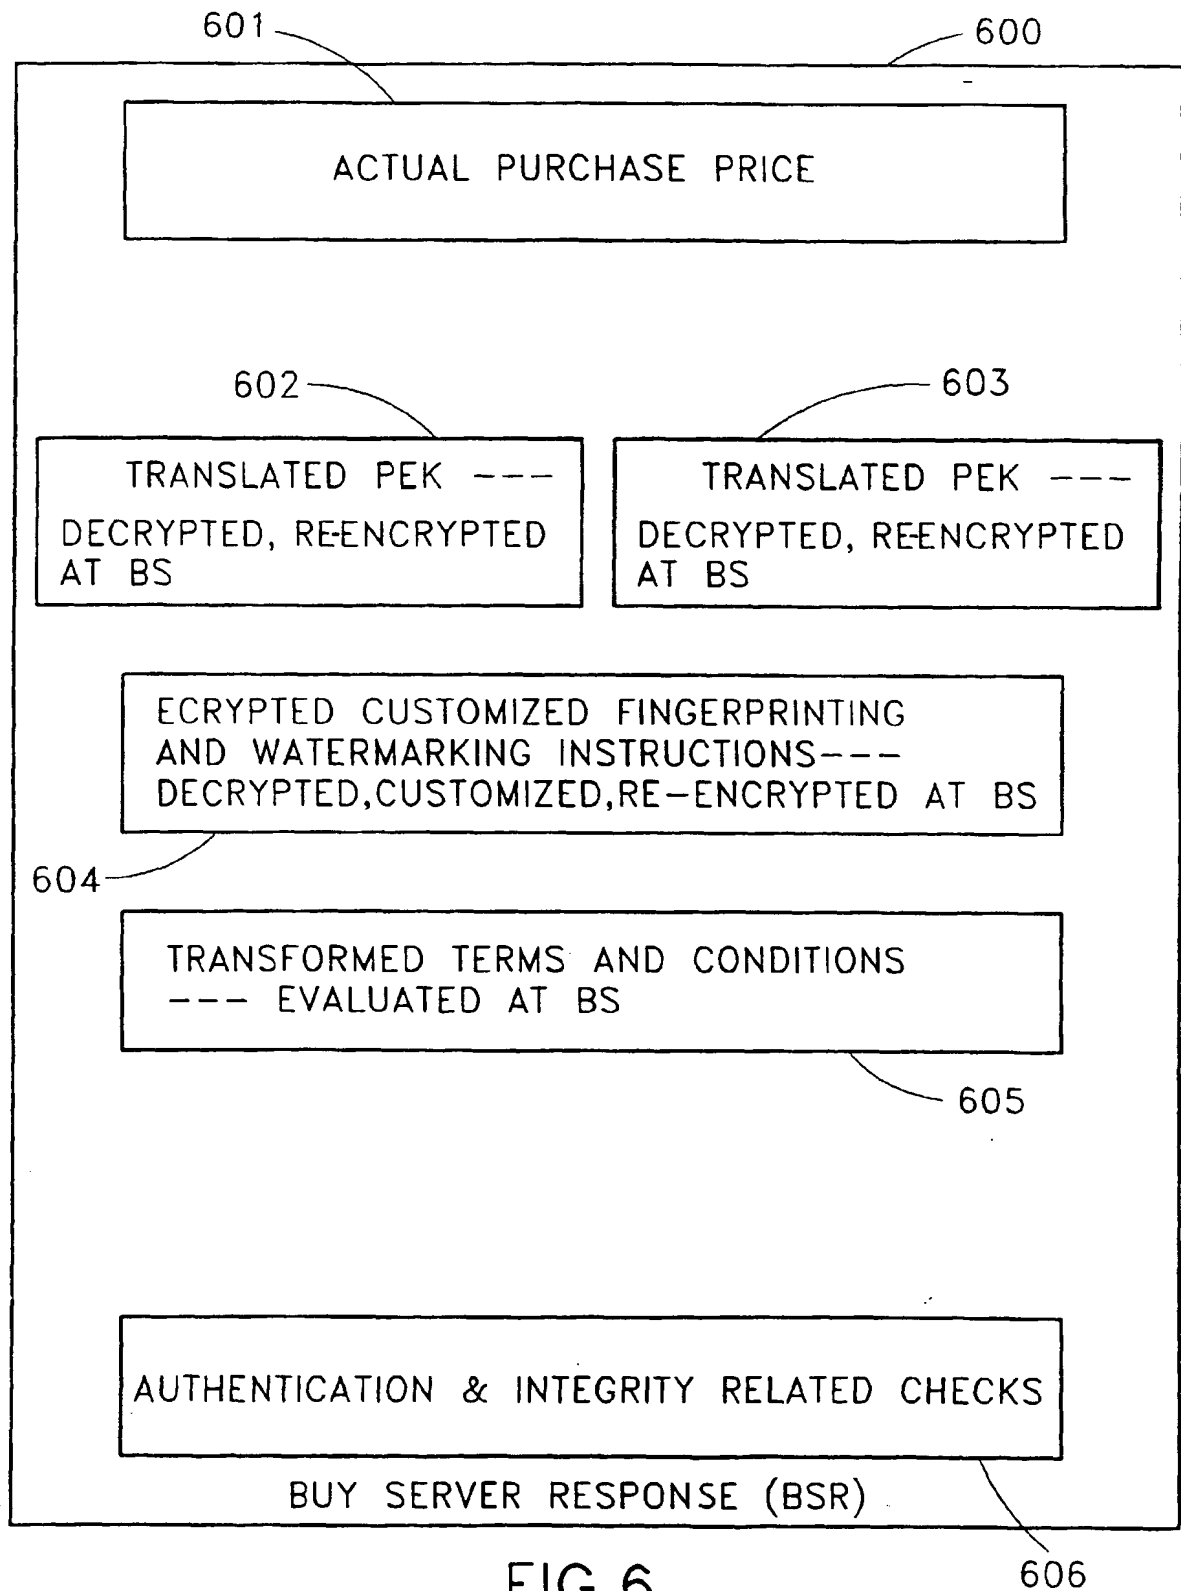 601
600
ACTUAL PURCHASE PRICE
602
603
TRANSLATED PEK ---
DECRYPTED, RE-ENCRYPTED
AT BS
TRANSLATED PEK ---
DECRYPTED, RE-ENCRYPTED
AT BS
ECRYPTED CUSTOMIZED FINGERPRINTING
AND WATERMARKING INSTRUCTIONS---
DECRYPTED,CUSTOMIZED,RE-ENCRYPTED AT BS
604
TRANSFORMED TERMS AND CONDITIONS
--- EVALUATED AT BS
605
AUTHENTICATION & INTEGRITY RELATED CHECKS
BUY SERVER RESPONSE (BSR)
606
FIG.6